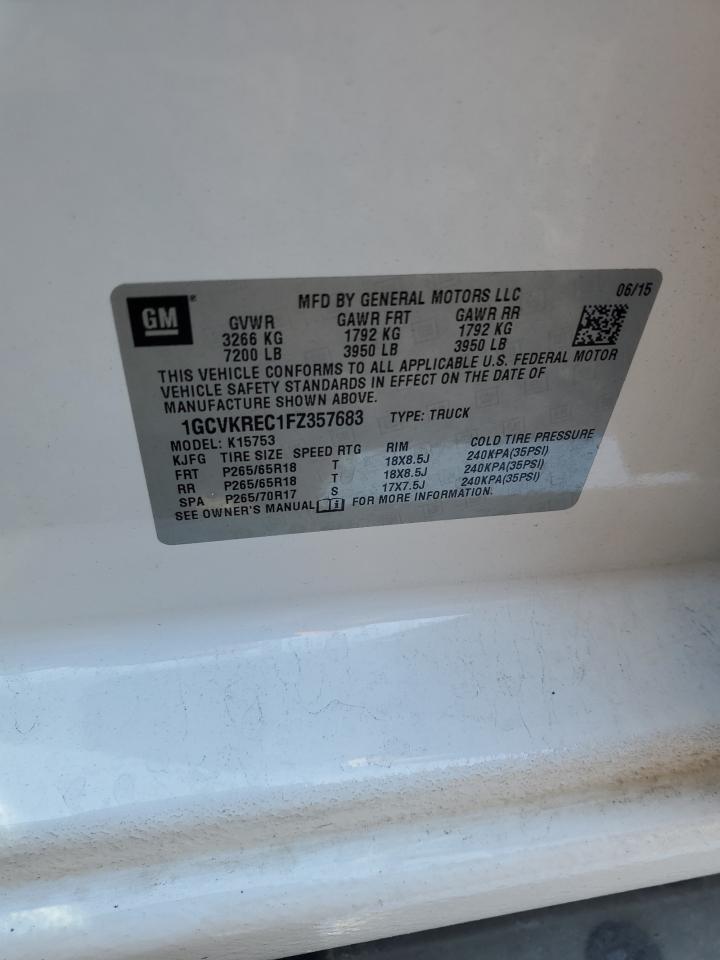 GM ®
MFD BY GENERAL MOTORS LLC 06/15
GVWR GAWR FRT GAWR RR
3266 KG 1792 KG 1792 KG
7200 LB 3950 LB 3950 LB
THIS VEHICLE CONFORMS TO ALL APPLICABLE U.S. FEDERAL MOTOR
VEHICLE SAFETY STANDARDS IN EFFECT ON THE DATE OF
MANUFACTURE SHOWN ABOVE.
1GCVKREC1FZ357683 TYPE: TRUCK
MODEL: K15753
KJFG TIRE SIZE SPEED RTG RIM COLD TIRE PRESSURE
FRT P265/65R18 T 18X8.5J 240KPA(35PSI)
RR P265/65R18 T 18X8.5J 240KPA(35PSI)
SPA P265/70R17 S 17X7.5J 240KPA(35PSI)
SEE OWNER'S MANUAL FOR MORE INFORMATION.